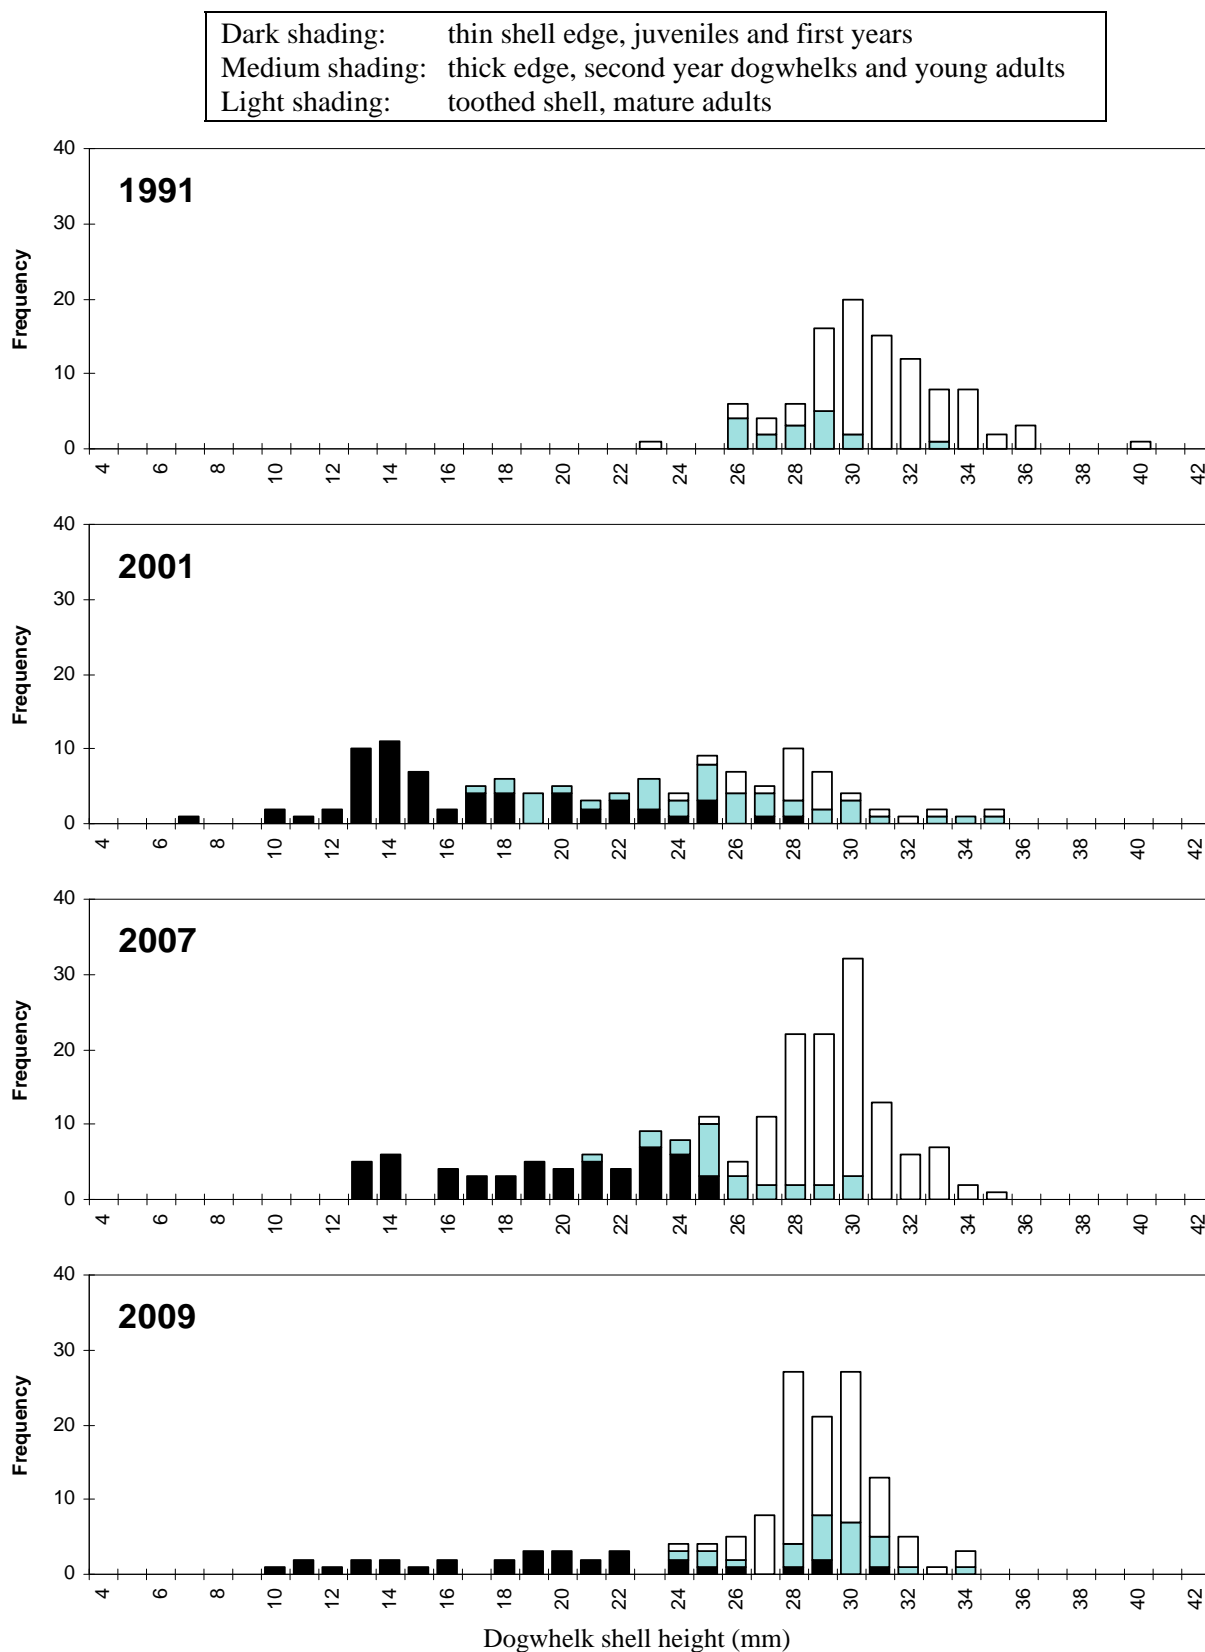 Dark shading: thin shell edge, juveniles and first years
Medium shading: thick edge, second year dogwhelks and young adults
Light shading: toothed shell, mature adults
40
30
20
10
0
Frequency
1991
4 6 8 10 12 14 16 18 20 22 24 26 28 30 32 34 36 38 40 42
40
30
20
10
0
Frequency
2001
4 6 8 10 12 14 16 18 20 22 24 26 28 30 32 34 36 38 40 42
40
30
20
10
0
Frequency
2007
4 6 8 10 12 14 16 18 20 22 24 26 28 30 32 34 36 38 40 42
40
30
20
10
0
Frequency
2009
4 6 8 10 12 14 16 18 20 22 24 26 28 30 32 34 36 38 40 42
Dogwhelk shell height (mm)